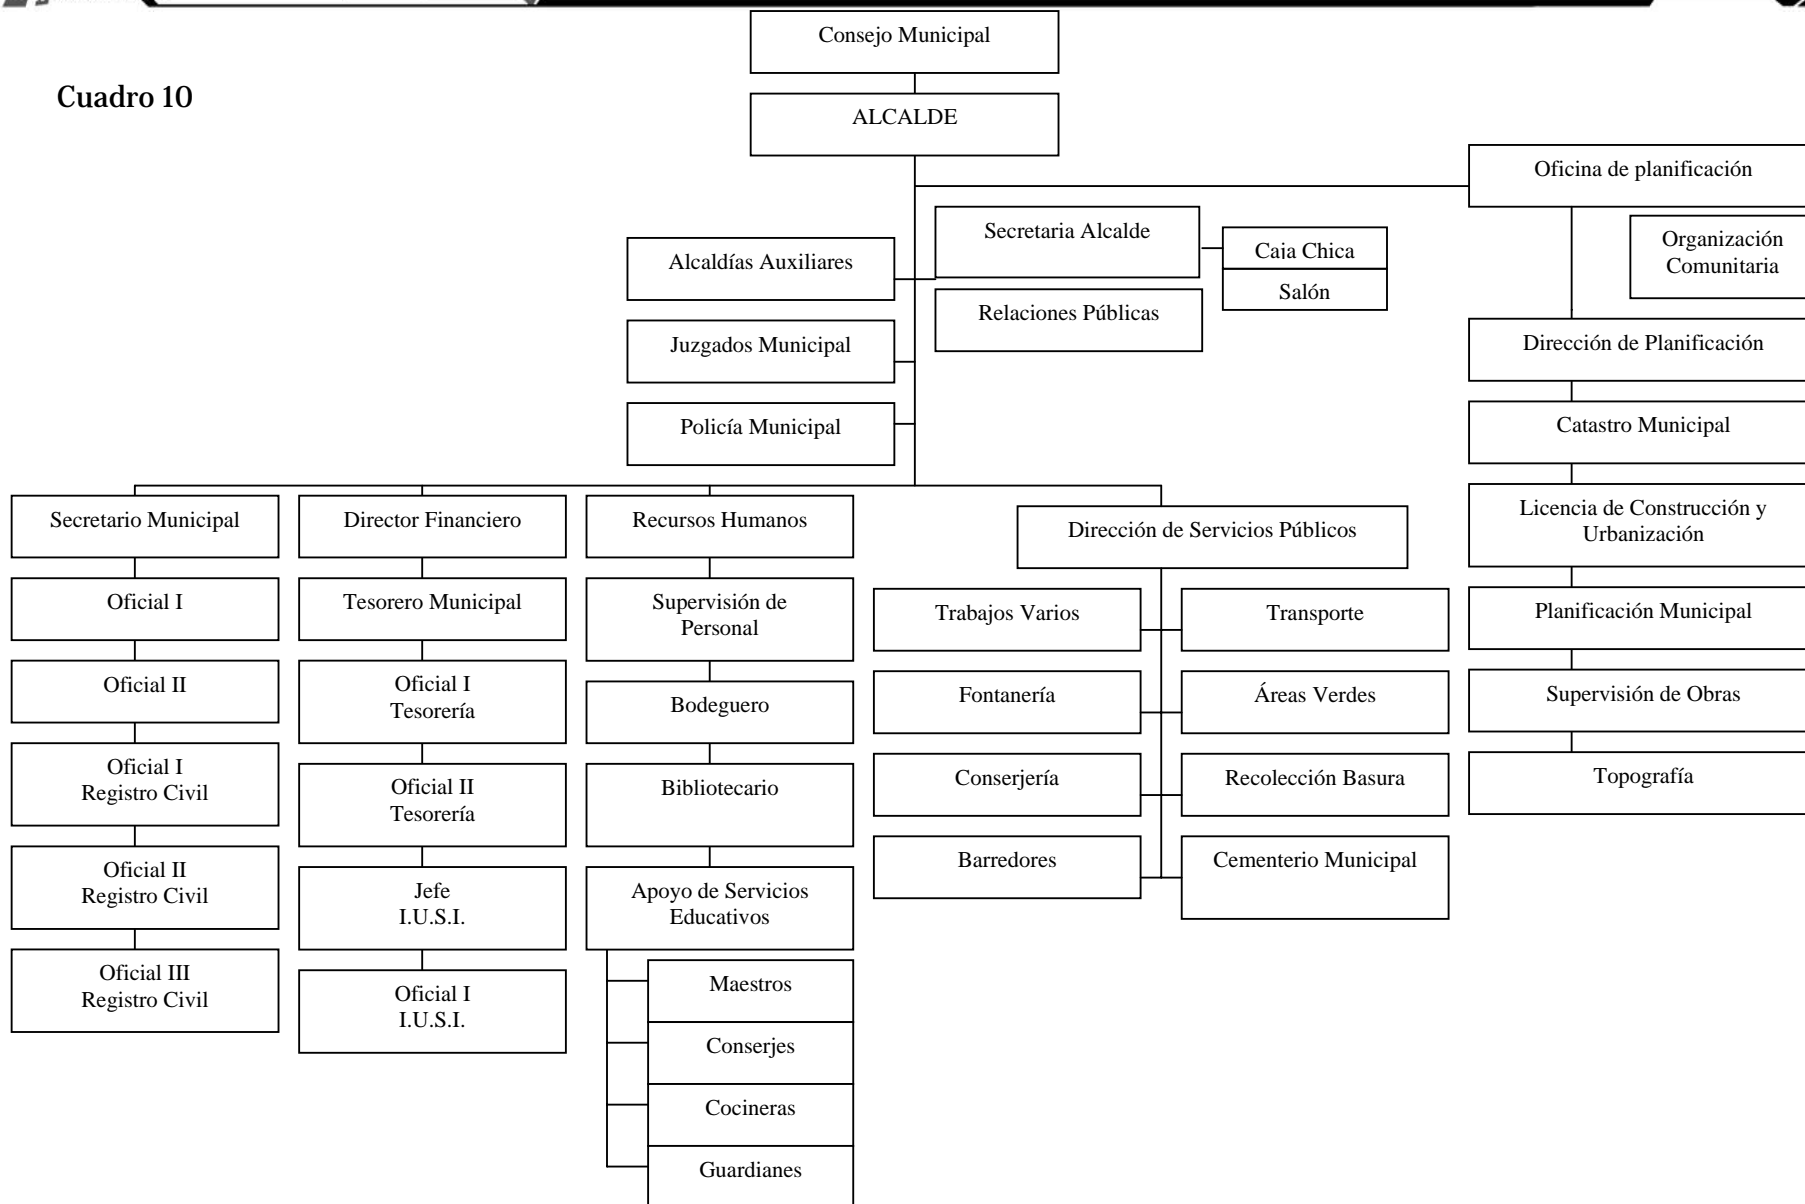 Consejo Municipal
Cuadro 10
ALCALDE
Oficina de planificación
Organización
Comunitaria
Secretaria Alcalde
Caja Chica
Salón
Alcaldías Auxiliares
Relaciones Públicas
Juzgados Municipal
Policía Municipal
Dirección de Planificación
Catastro Municipal
Licencia de Construcción y
Urbanización
Planificación Municipal
Supervisión de Obras
Topografía
Secretario Municipal
Oficial I
Oficial II
Oficial I
Registro Civil
Oficial II
Registro Civil
Oficial III
Registro Civil
Director Financiero
Tesorero Municipal
Oficial I
Tesorería
Oficial II
Tesorería
Jefe
I.U.S.I.
Oficial I
I.U.S.I.
Recursos Humanos
Supervisión de
Personal
Bodeguero
Bibliotecario
Apoyo de Servicios
Educativos
Maestros
Conserjes
Cocineras
Guardianes
Dirección de Servicios Públicos
Trabajos Varios
Transporte
Fontanería
Áreas Verdes
Conserjería
Recolección Basura
Barredores
Cementerio Municipal